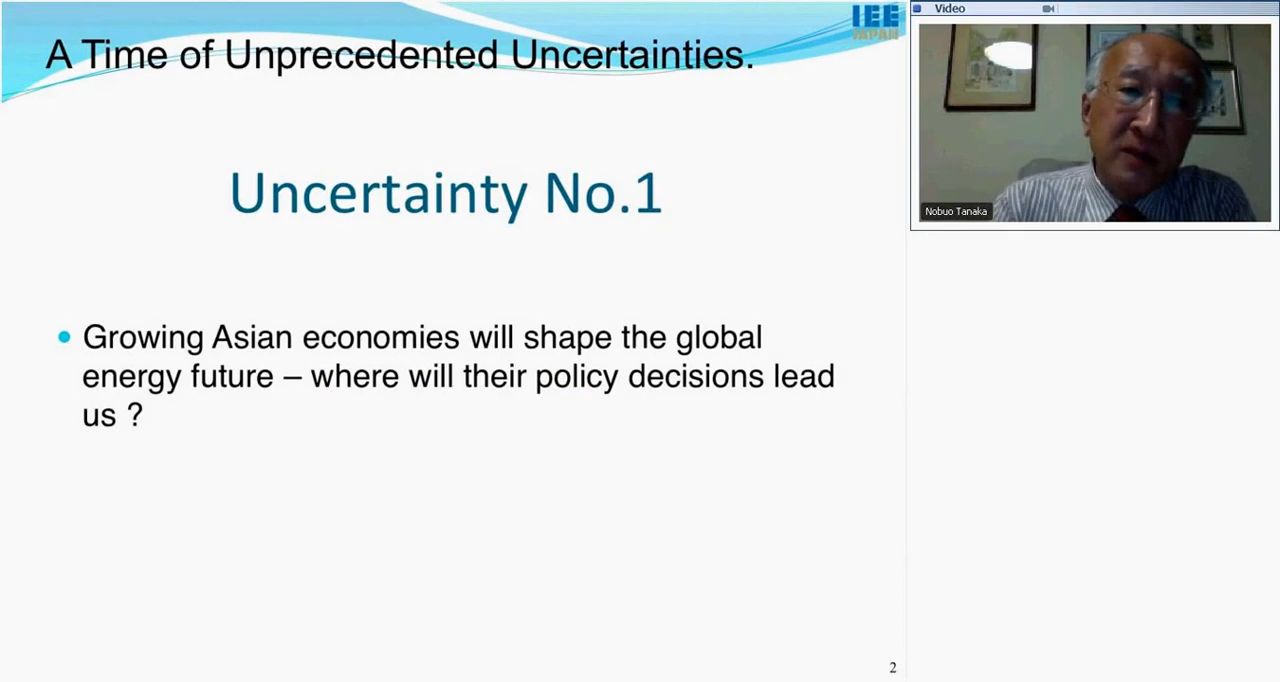 A Time of Unprecedented Uncertainties.
IEE
JAPAN
Uncertainty No.1
Growing Asian economies will shape the global
energy future – where will their policy decisions lead
us ?
2
Video
Nobuo Tanaka